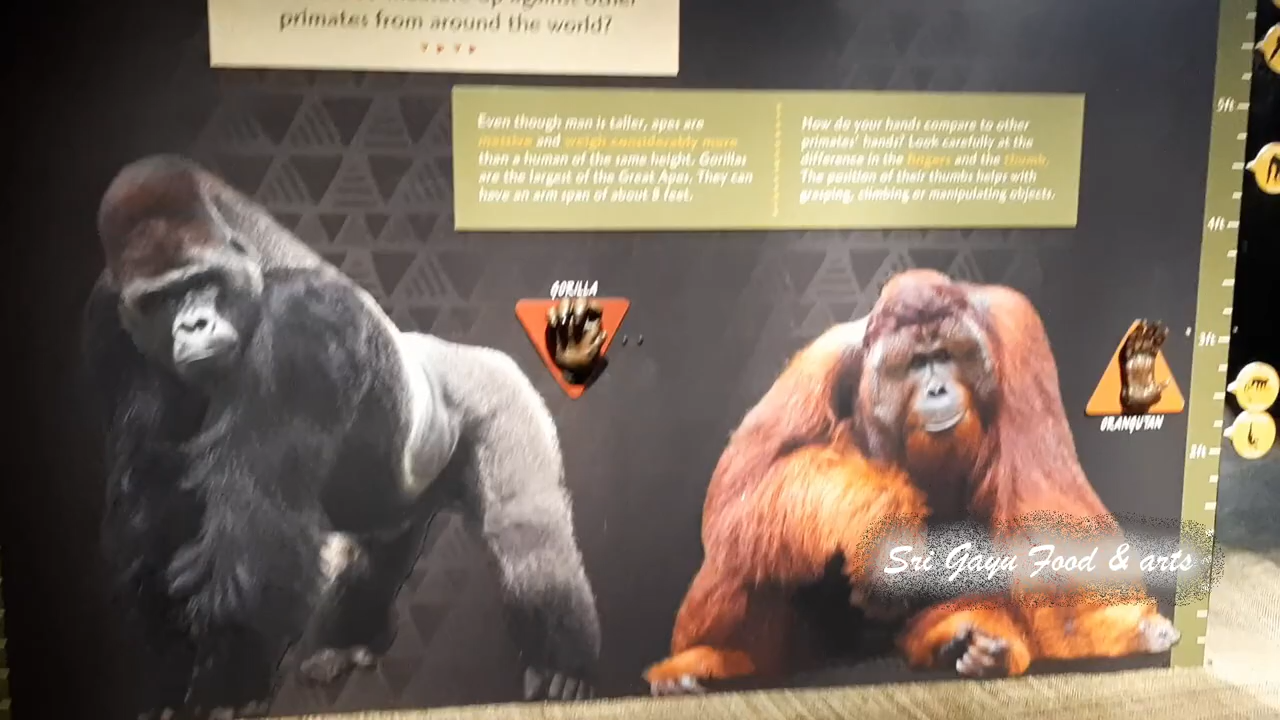 primates from around the world?
Even though man is taller, apes are
massive and weigh considerably more
than a human of the same height. Gorillas
are the largest of the Great Apes. They can
have an arm span of about 8 feet.
How do your hands compare to other
primates' hands? Look carefully at the
difference in the fingers and the thumb.
The position of their thumbs helps with
grasping, climbing or manipulating objects.
GORILLA
ORANGUTAN
5ft
4ft
3ft
2ft
Sri Gayu Food & arts